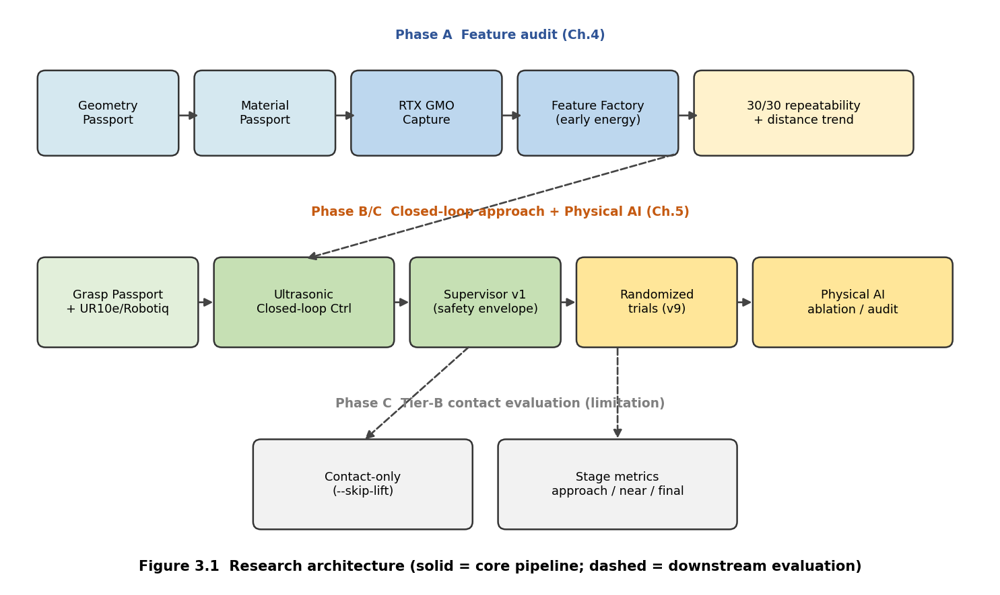 Phase A  Feature audit (Ch.4)
Geometry
Passport
Material
Passport
RTX GMO
Capture
Feature Factory
(early energy)
30/30 repeatability
+ distance trend
Phase B/C  Closed-loop approach + Physical AI (Ch.5)
Grasp Passport
+ UR10e/Robotiq
Ultrasonic
Closed-loop Ctrl
Supervisor v1
(safety envelope)
Randomized
trials (v9)
Physical AI
ablation / audit
Phase C  Tier-B contact evaluation (limitation)
Contact-only
(--skip-lift)
Stage metrics
approach / near / final
Figure 3.1  Research architecture (solid = core pipeline; dashed = downstream evaluation)